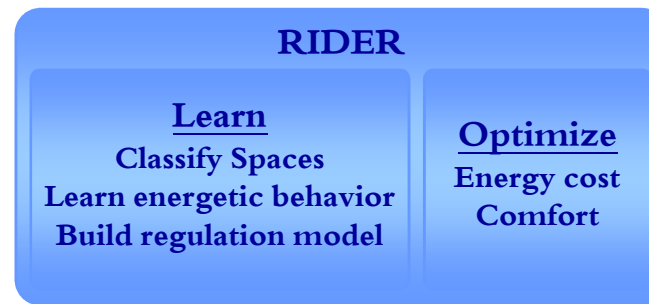 RIDER
Learn
Classify Spaces
Learn energetic behavior
Build regulation model
Optimize
Energy cost
Comfort